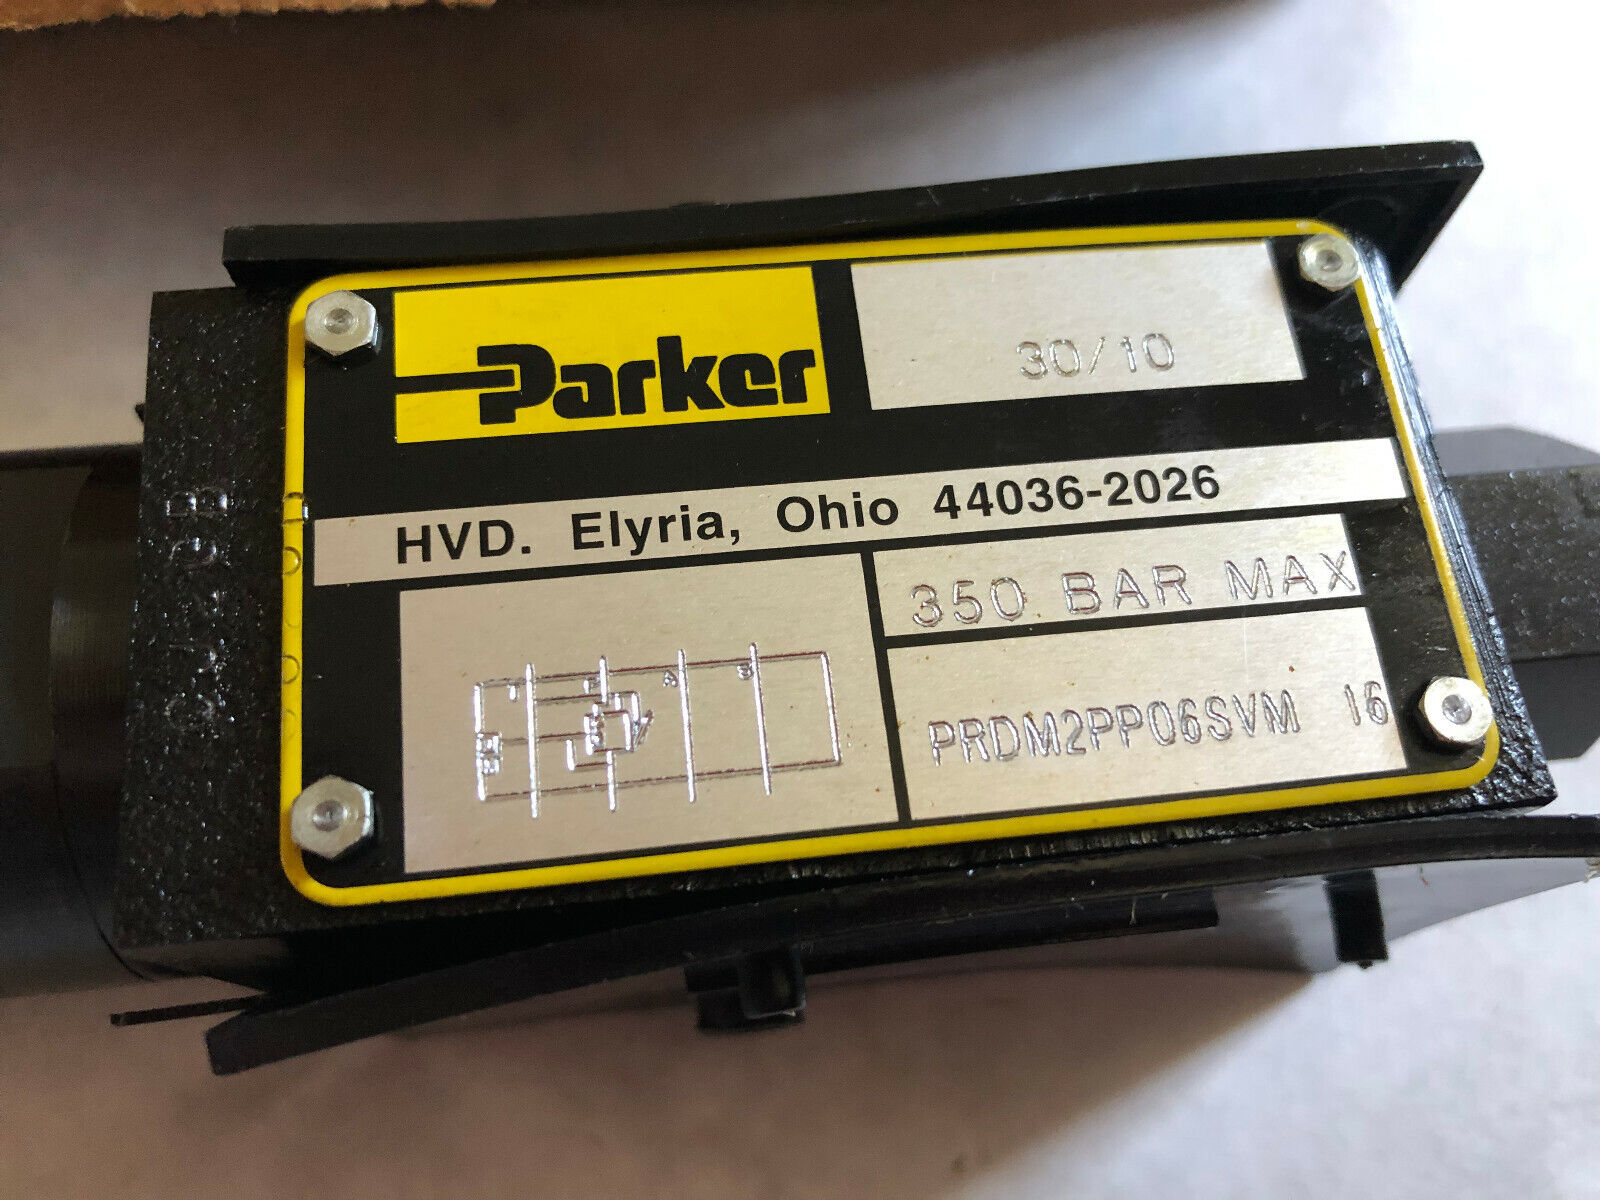 Parker
30/10
HVD. Elyria, Ohio 44036-2026
350 BAR MAX
PRDM2PP06SVM 16